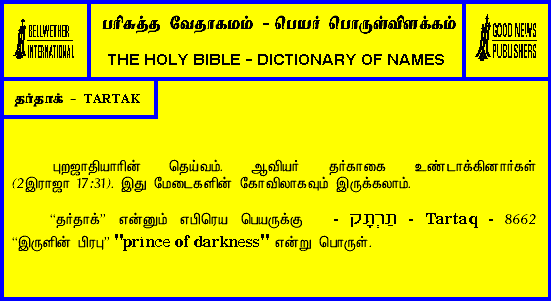 BELLWETHER
INTERNATIONAL
பரிசுத்த வேதாகமம் - பெயர் பொருள்விளக்கம்
THE HOLY BIBLE - DICTIONARY OF NAMES
GOOD NEWS
PUBLISHERS
தர்தாக் - TARTAK
புறஜாதியாரின் தெய்வம். ஆவியர் தர்காகை உண்டாக்கினார்கள்
(2இராஜா 17:31). இது மேடைகளின் கோவிலாகவும் இருக்கலாம்.
“தர்தாக்” என்னும் எபிரெய பெயருக்கு - תַּרְתָּק - Tartaq - 8662
“இருளின் பிரபு” "prince of darkness" என்று பொருள்.